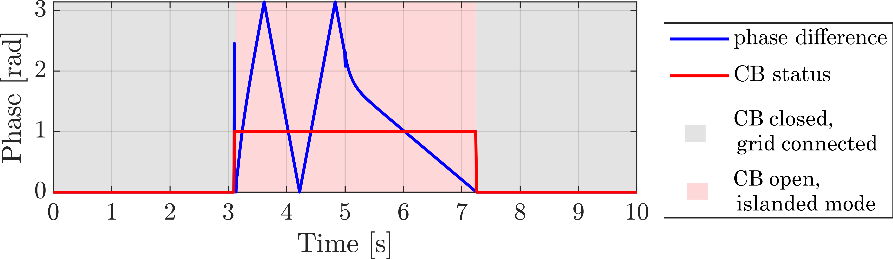 3
2
1
0
Phase [rad]
0 1 2 3 4 5 6 7 8 9 10
Time [s]
phase difference
CB status
CB closed,
grid connected
CB open,
islanded mode